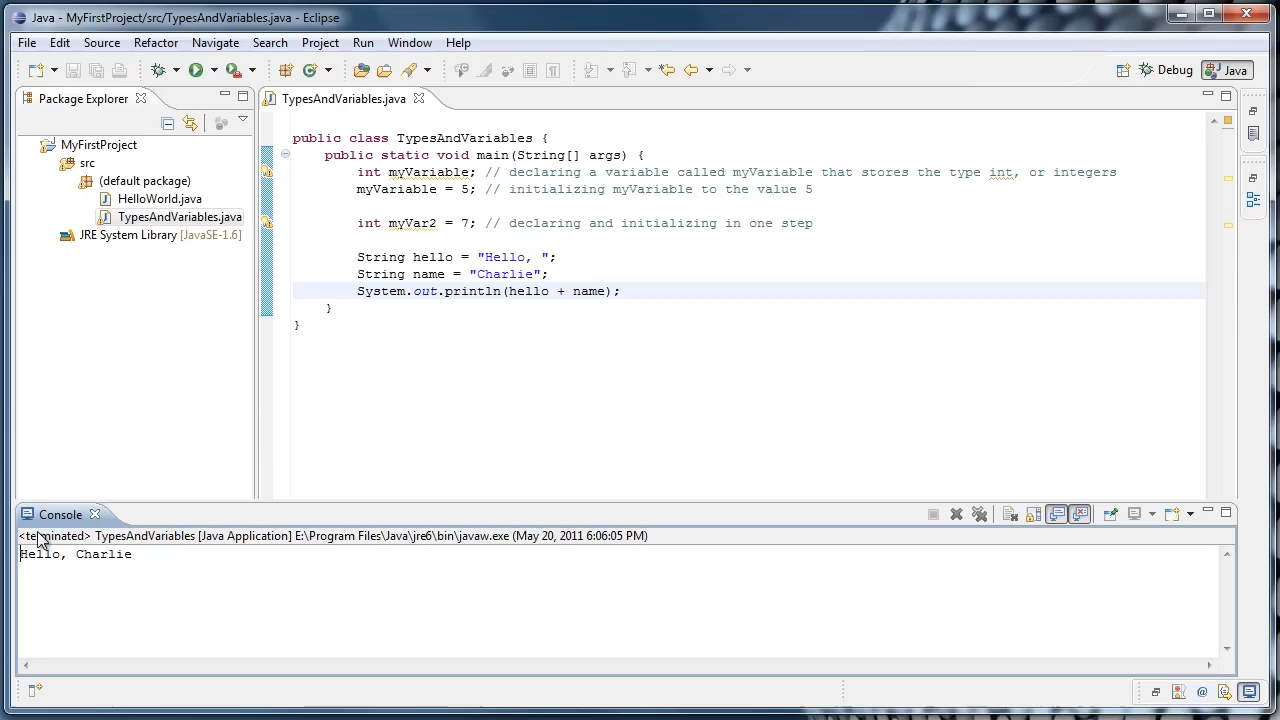 Java - MyFirstProject/src/TypesAndVariables.java - Eclipse
File Edit Source Refactor Navigate Search Project Run Window Help
Debug Java
Package Explorer
MyFirstProject
src
(default package)
HelloWorld.java
TypesAndVariables.java
JRE System Library [JavaSE-1.6]
TypesAndVariables.java
public class TypesAndVariables {
public static void main(String[] args) {
int myVariable; // declaring a variable called myVariable that stores the type int, or integers
myVariable = 5; // initializing myVariable to the value 5
int myVar2 = 7; // declaring and initializing in one step
String hello = "Hello, ";
String name = "Charlie";
System.out.println(hello + name);
}
}
Console
<terminated> TypesAndVariables [Java Application] E:\Program Files\Java\jre6\bin\javaw.exe (May 20, 2011 6:06:05 PM)
Hello, Charlie